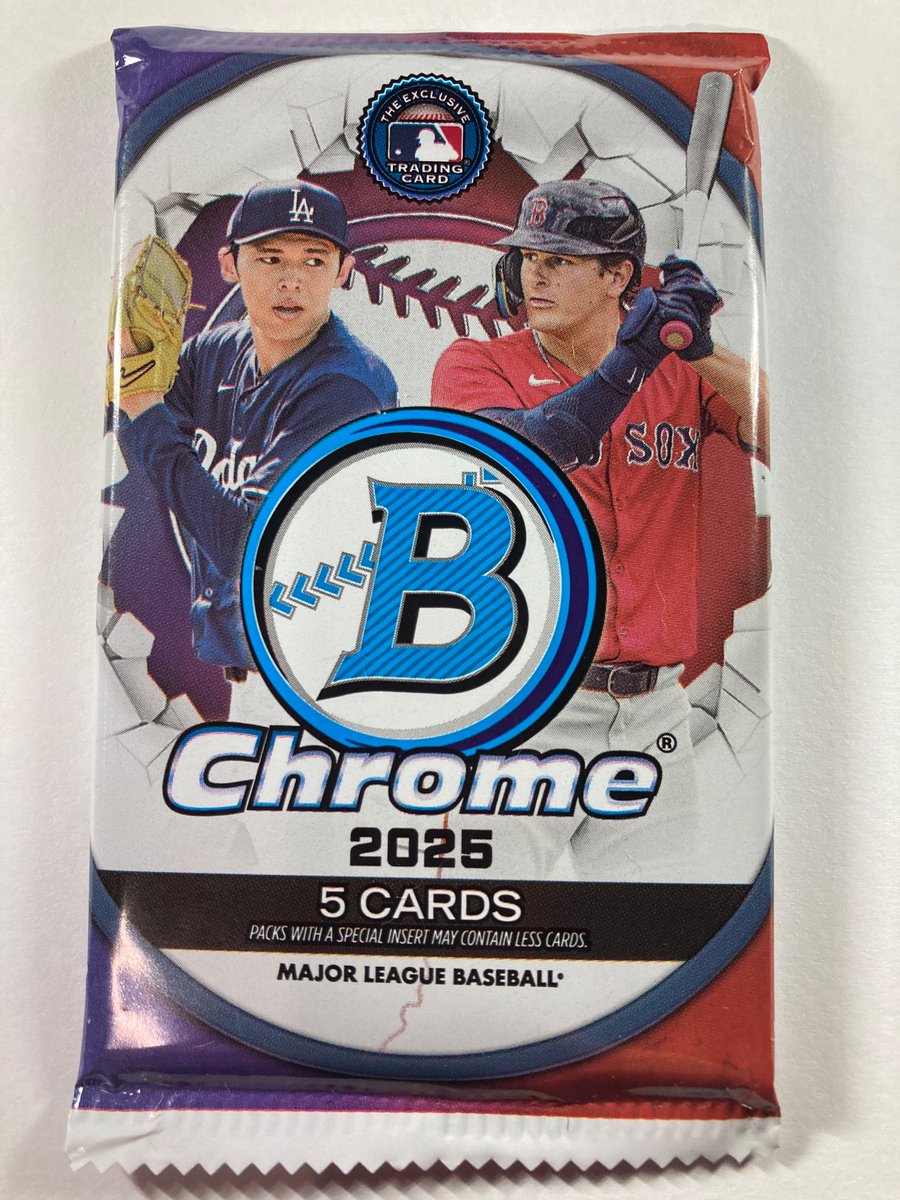 THE EXCLUSIVE
TRADING
CARD
LA
B
Dodg
SOX
B
Chrome®
2025
5 CARDS
PACKS WITH A SPECIAL INSERT MAY CONTAIN LESS CARDS.
MAJOR LEAGUE BASEBALL®